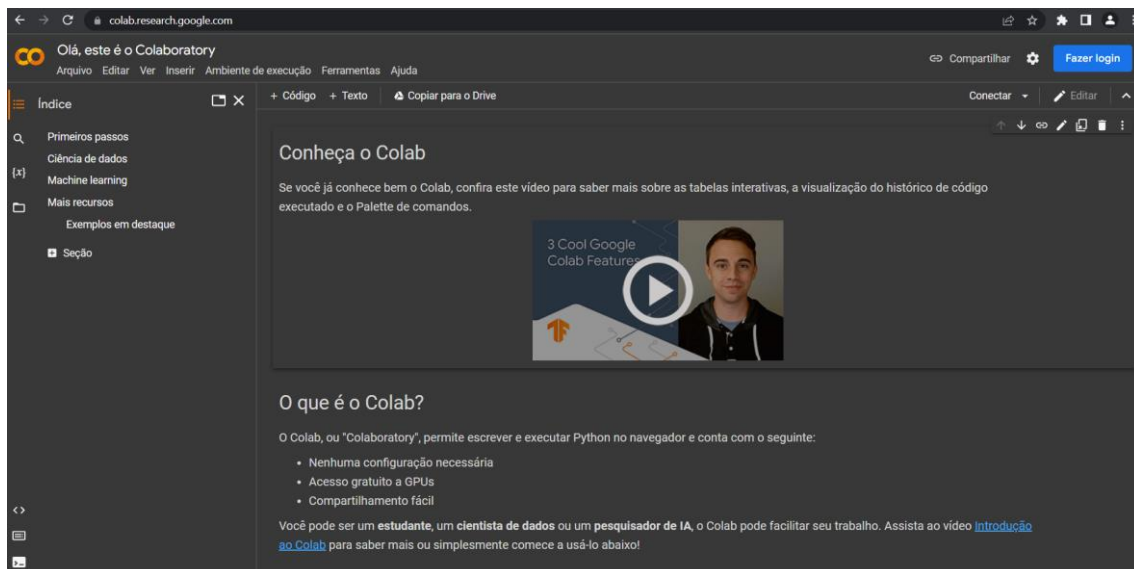 colab.research.google.com
Olá, este é o Colaboratory
Arquivo Editar Ver Inserir Ambiente de execução Ferramentas Ajuda
Compartilhar
Fazer login
Índice
+ Código + Texto Copiar para o Drive
Conectar
Editar
Primeiros passos
Ciência de dados
{x}
Machine learning
Mais recursos
Exemplos em destaque
Seção
Conheça o Colab
Se você já conhece bem o Colab, confira este vídeo para saber mais sobre as tabelas interativas, a visualização do histórico de código
executado e o Palette de comandos.
3 Cool Google
Colab Features
O que é o Colab?
O Colab, ou "Colaboratory", permite escrever e executar Python no navegador e conta com o seguinte:
• Nenhuma configuração necessária
• Acesso gratuito a GPUs
• Compartilhamento fácil
Você pode ser um estudante, um cientista de dados ou um pesquisador de IA, o Colab pode facilitar seu trabalho. Assista ao vídeo Introdução
ao Colab para saber mais ou simplesmente comece a usá-lo abaixo!